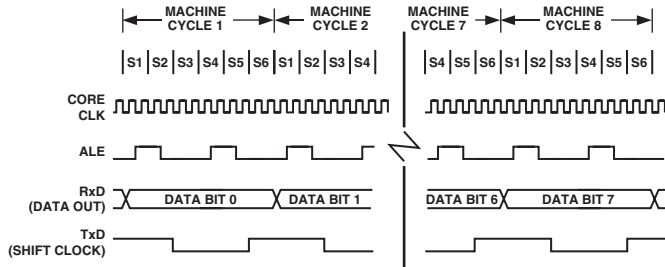 MACHINE CYCLE 1 MACHINE CYCLE 2 MACHINE CYCLE 7 MACHINE CYCLE 8
S1 S2 S3 S4 S5 S6 S1 S2 S3 S4 S4 S5 S6 S1 S2 S3 S4 S5 S6
CORE CLK
ALE
RxD (DATA OUT) DATA BIT 0 DATA BIT 1 DATA BIT 6 DATA BIT 7
TxD (SHIFT CLOCK)